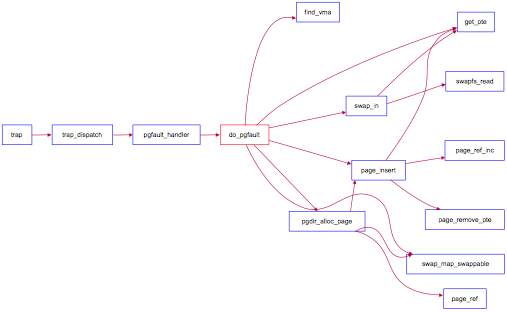 find_vma
get_pte
swapfs_read
swap_in
trap
trap_dispatch
pgfault_handler
do_pgfault
page_ref_inc
page_insert
pgdir_alloc_page
page_remove_pte
swap_map_swappable
page_ref